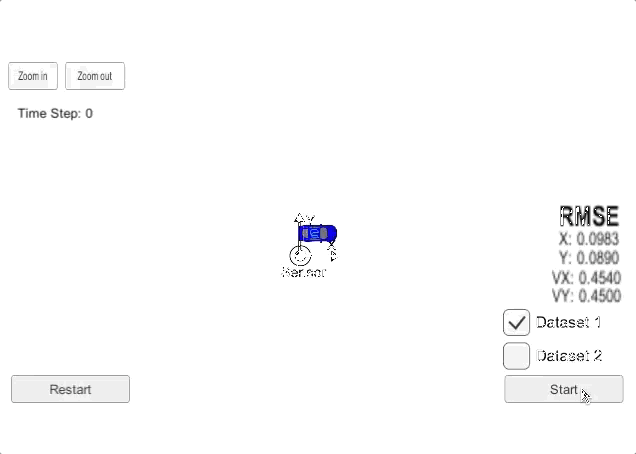 Zoom in
Zoom out
Time Step: 0
Y
X
Sensor
RMSE
X: 0.0983
Y: 0.0890
VX: 0.4540
VY: 0.4500
Dataset 1
Dataset 2
Restart
Start